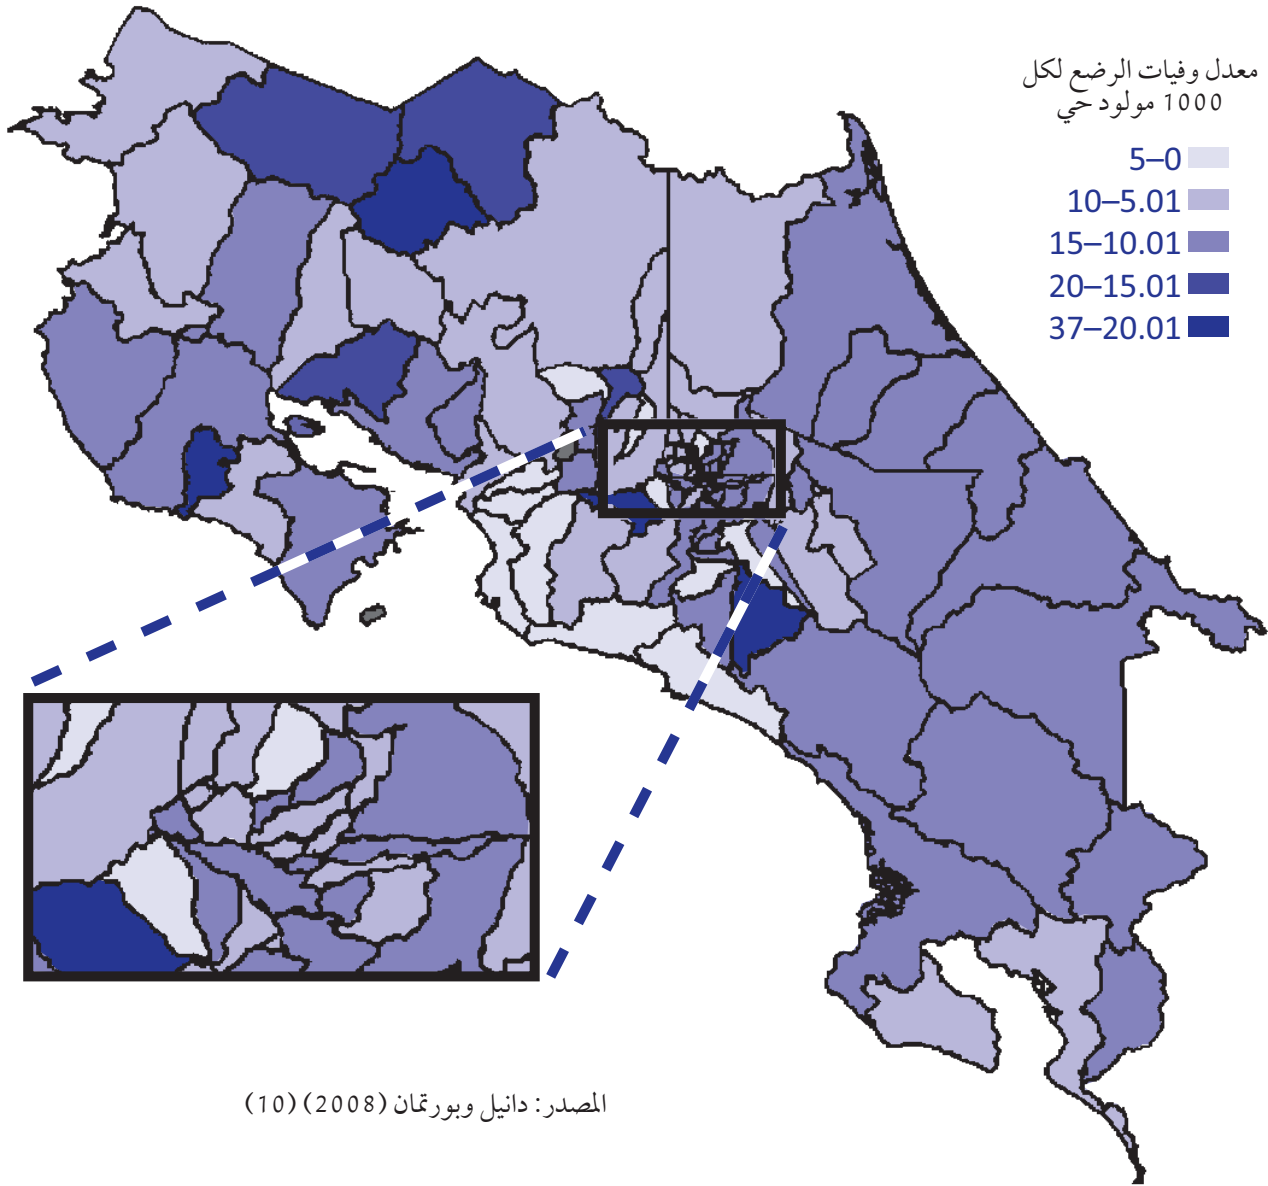 معدل وفيات الرضع لكل
1000 مولود حي
5–0
10–5.01
15–10.01
20–15.01
37–20.01
المصدر: دانيل وبورتمان (2008) (10)